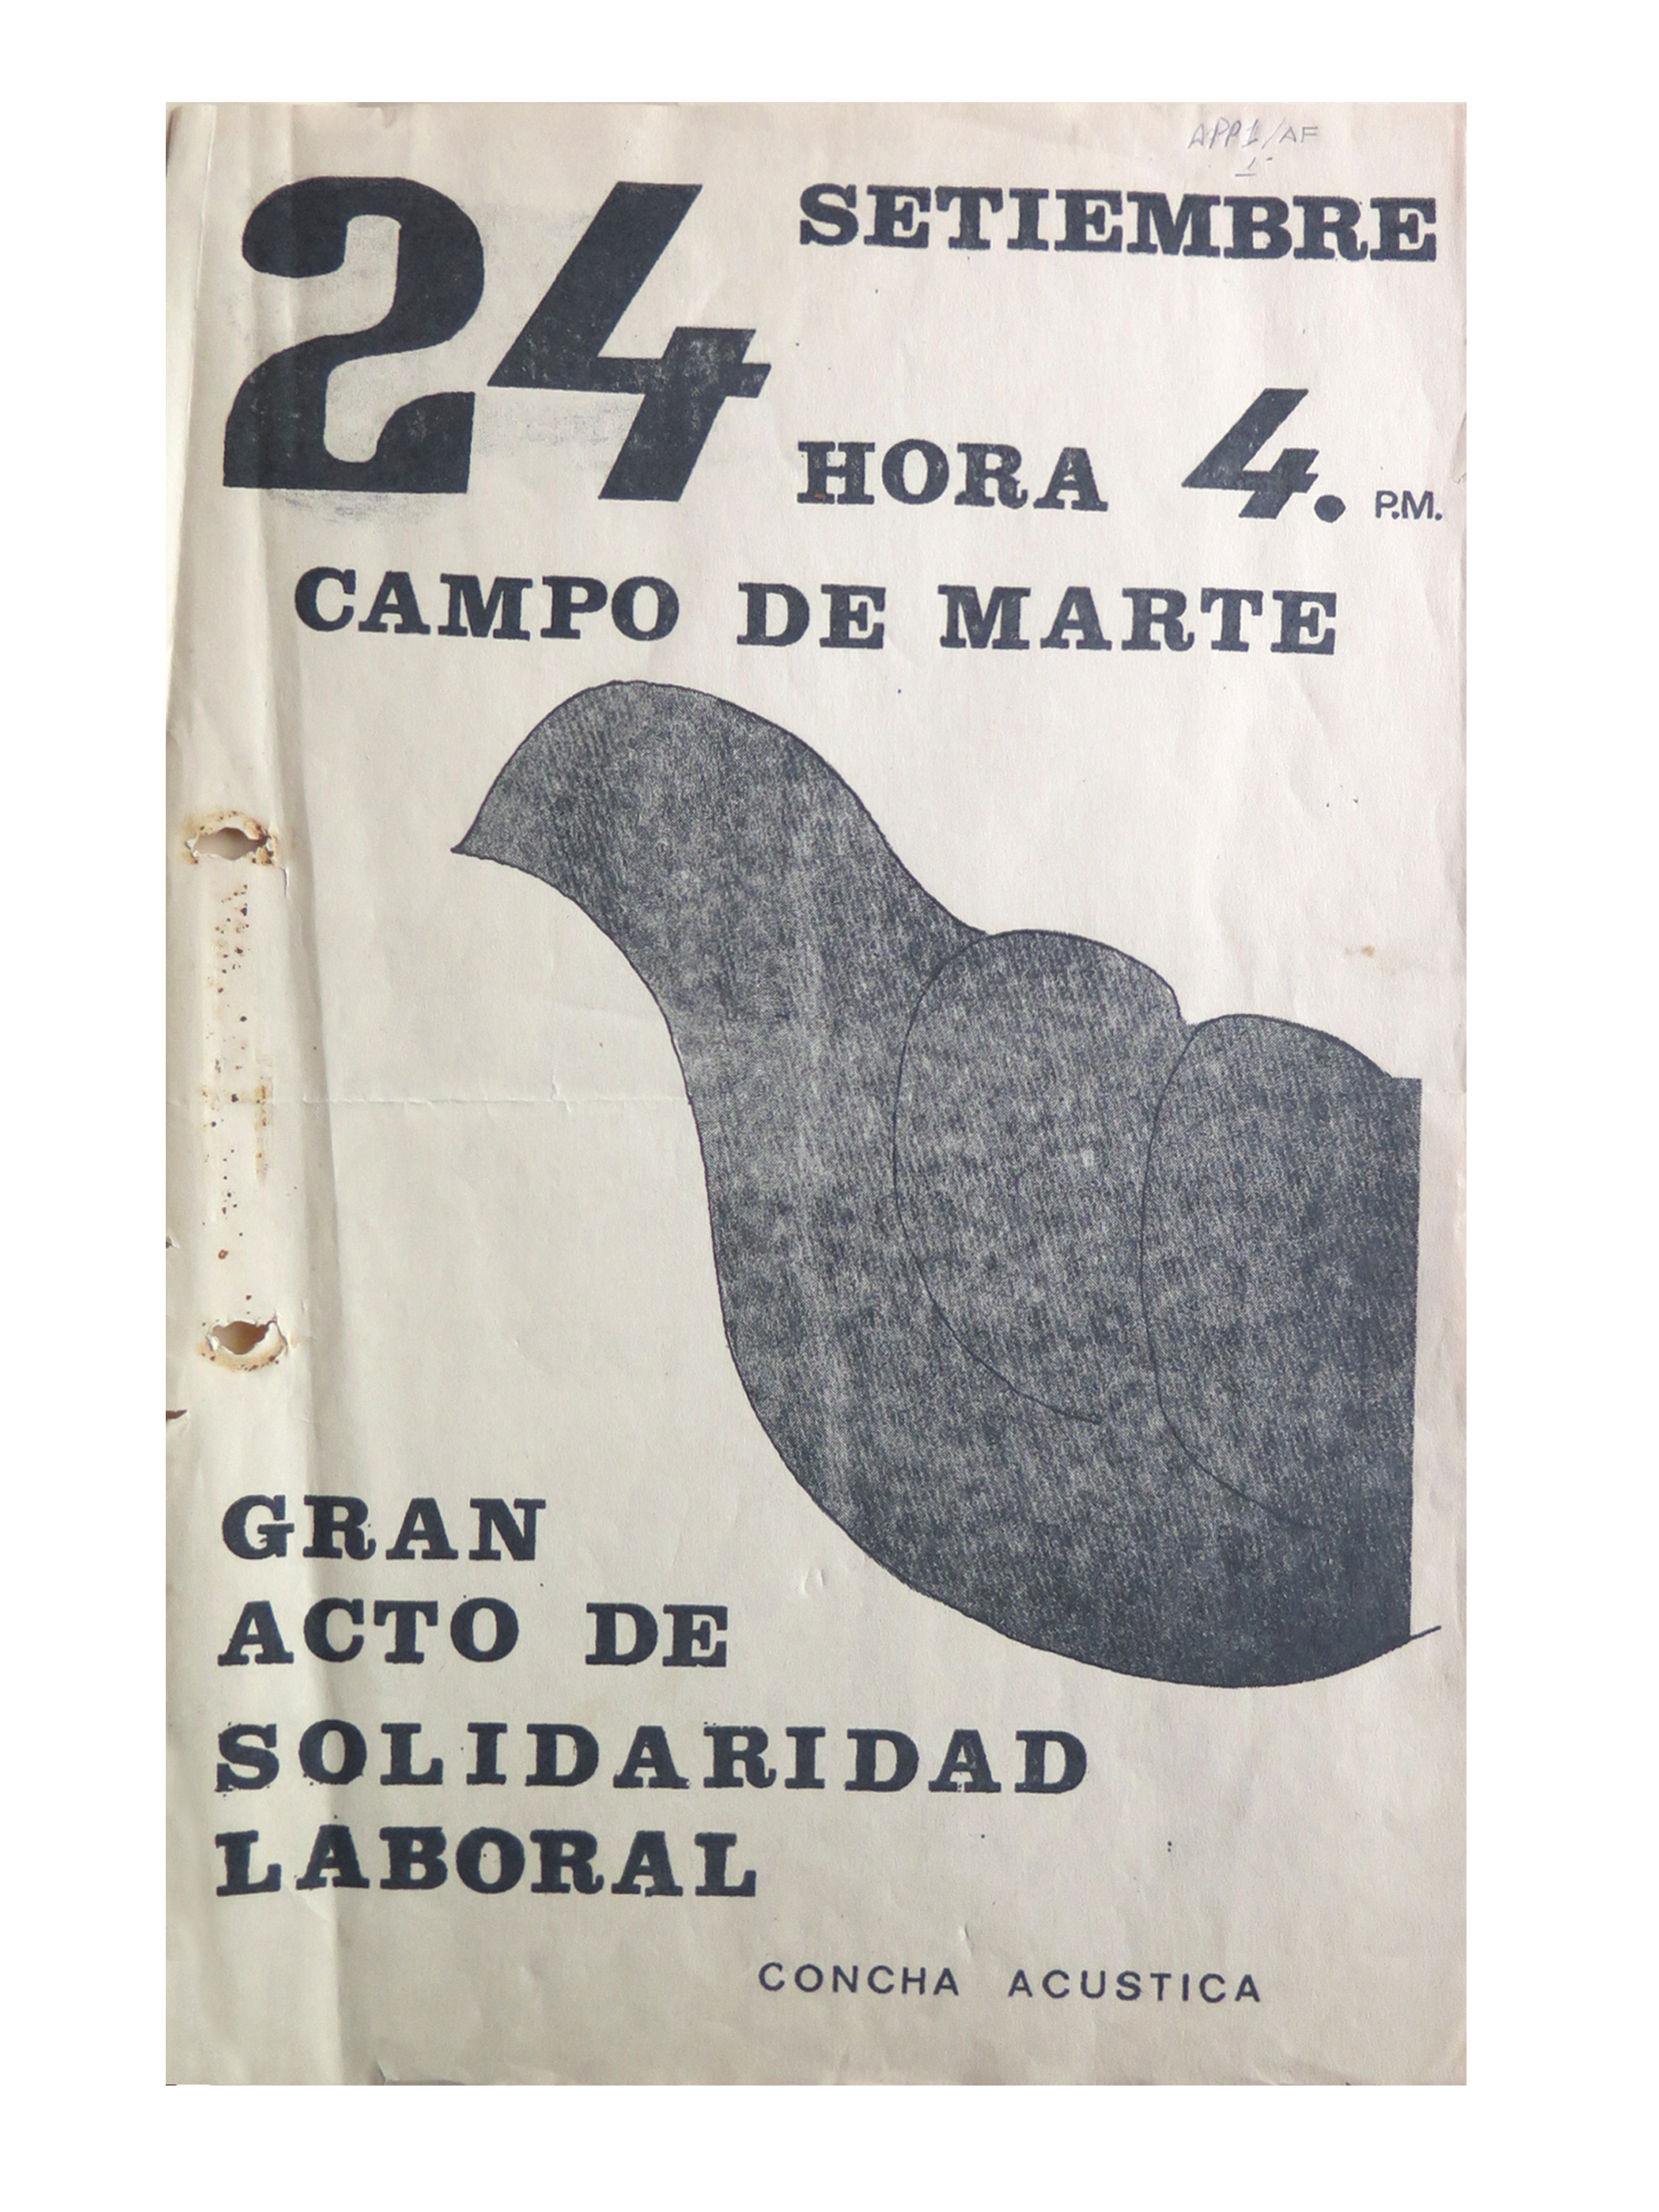 APP1/AF
24 SETIEMBRE
HORA 4. P.M.
CAMPO DE MARTE
GRAN
ACTO DE
SOLIDARIDAD
LABORAL
CONCHA ACUSTICA